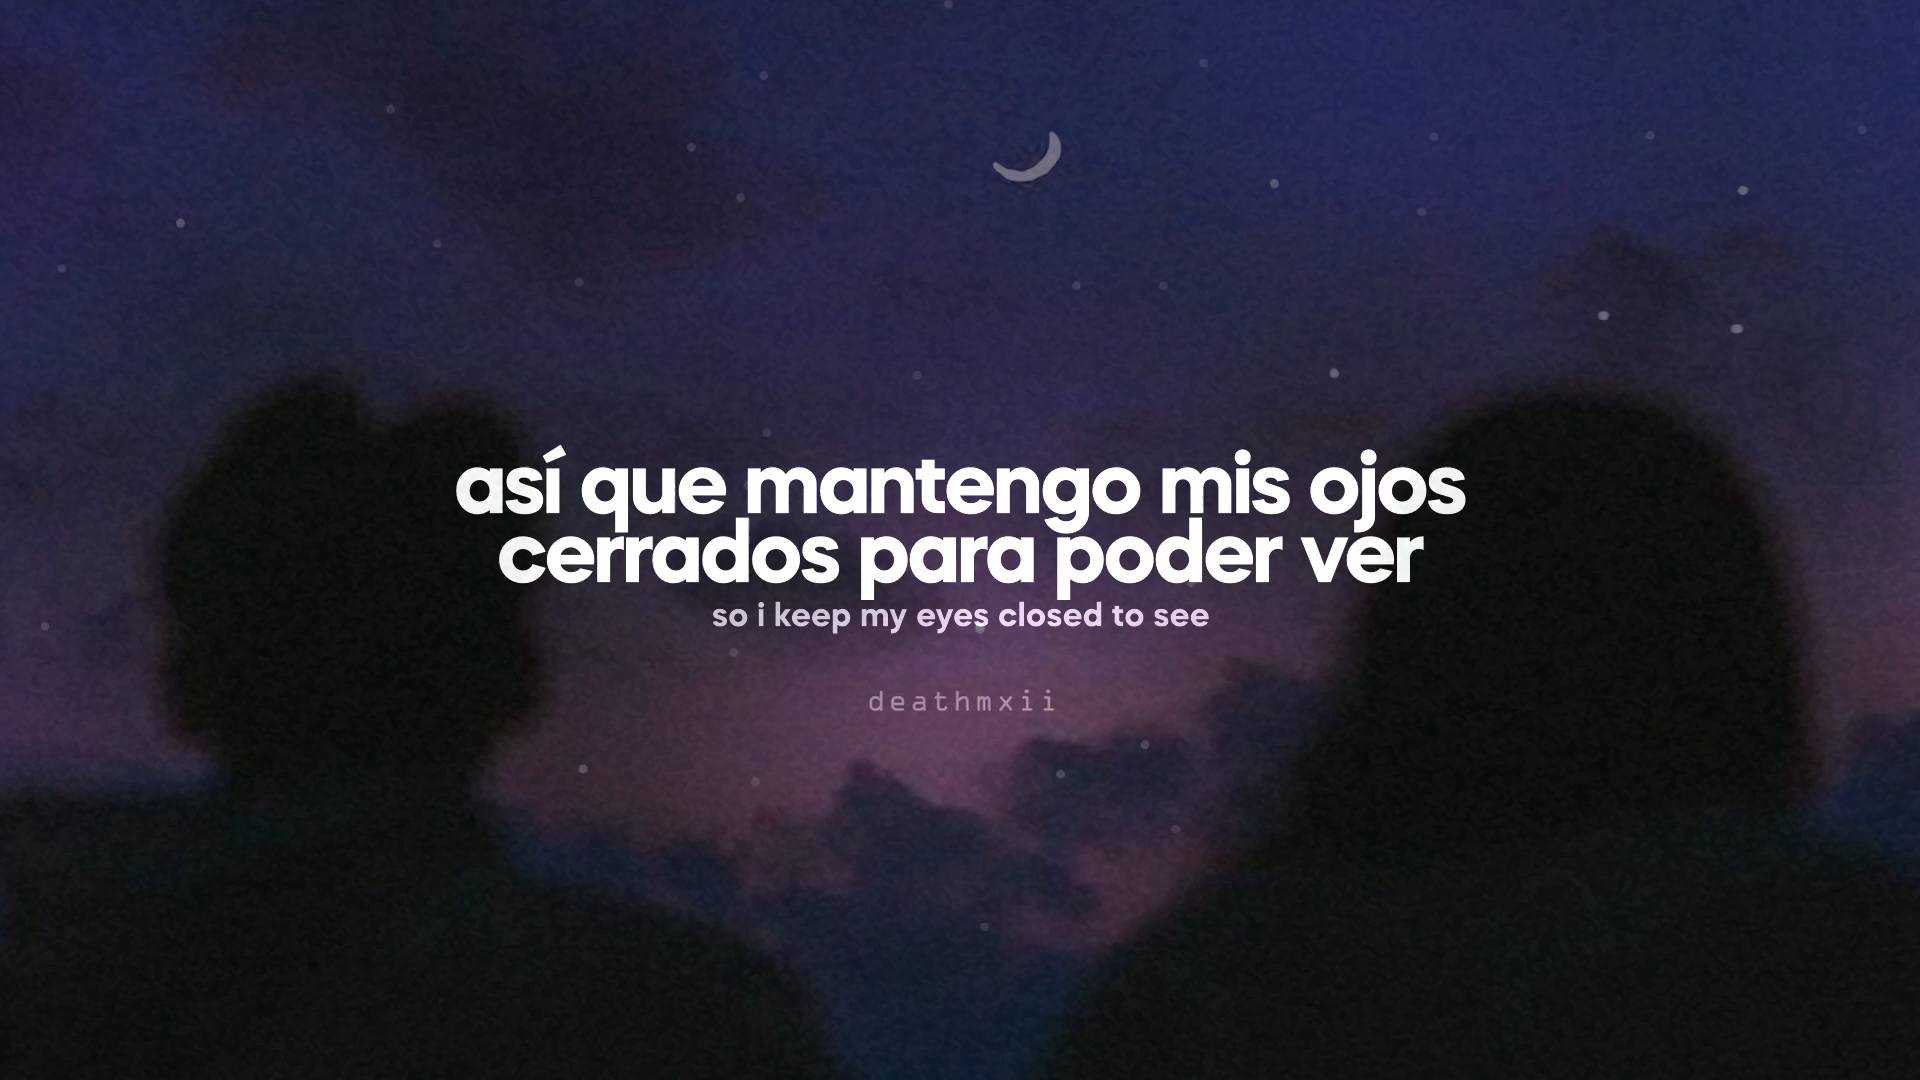 así que mantengo mis ojos
cerrados para poder ver
so i keep my eyes closed to see
deathmxii